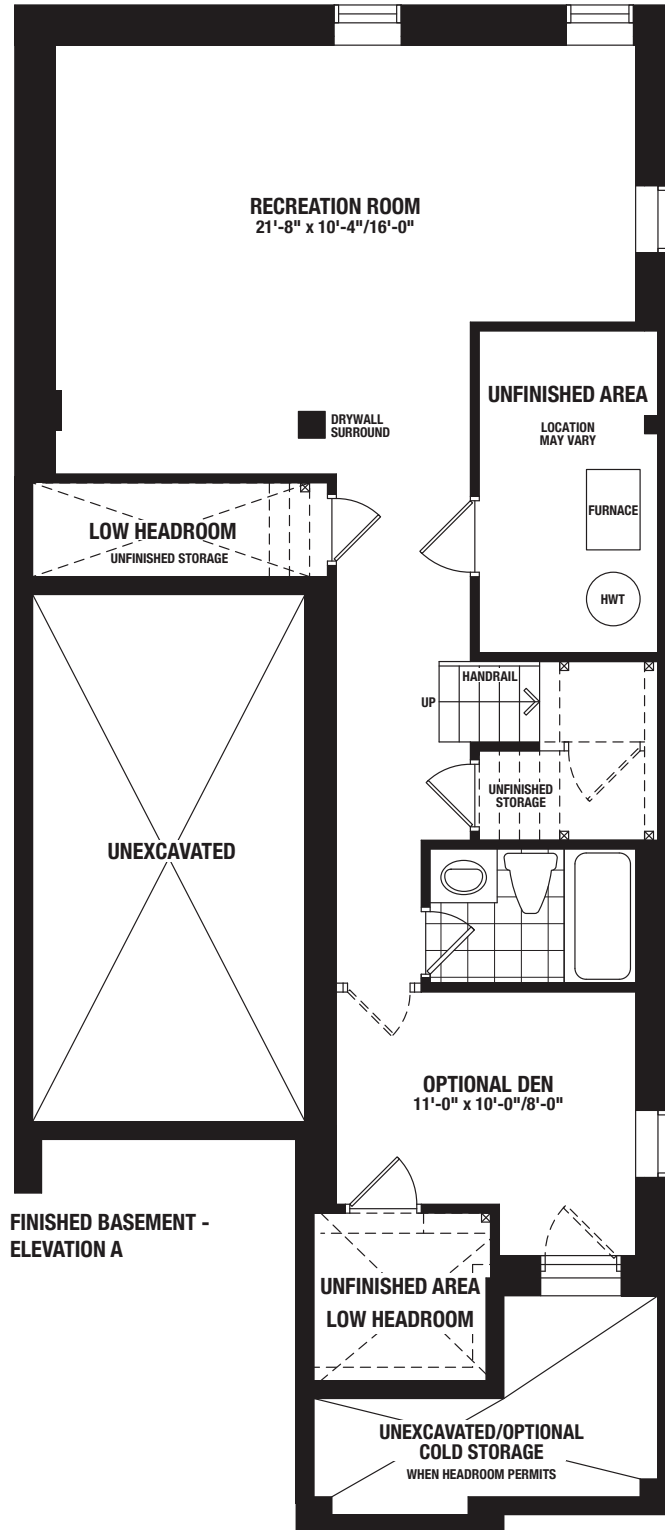 RECREATION ROOM
21'-8" x 10'-4"/16'-0"
UNFINISHED AREA
LOCATION
MAY VARY
DRYWALL
SURROUND
FURNACE
LOW HEADROOM
UNFINISHED STORAGE
HWT
HANDRAIL
UP
UNFINISHED
STORAGE
UNEXCAVATED
OPTIONAL DEN
11'-0" x 10'-0"/8'-0"
FINISHED BASEMENT -
ELEVATION A
UNFINISHED AREA
LOW HEADROOM
UNEXCAVATED/OPTIONAL
COLD STORAGE
WHEN HEADROOM PERMITS